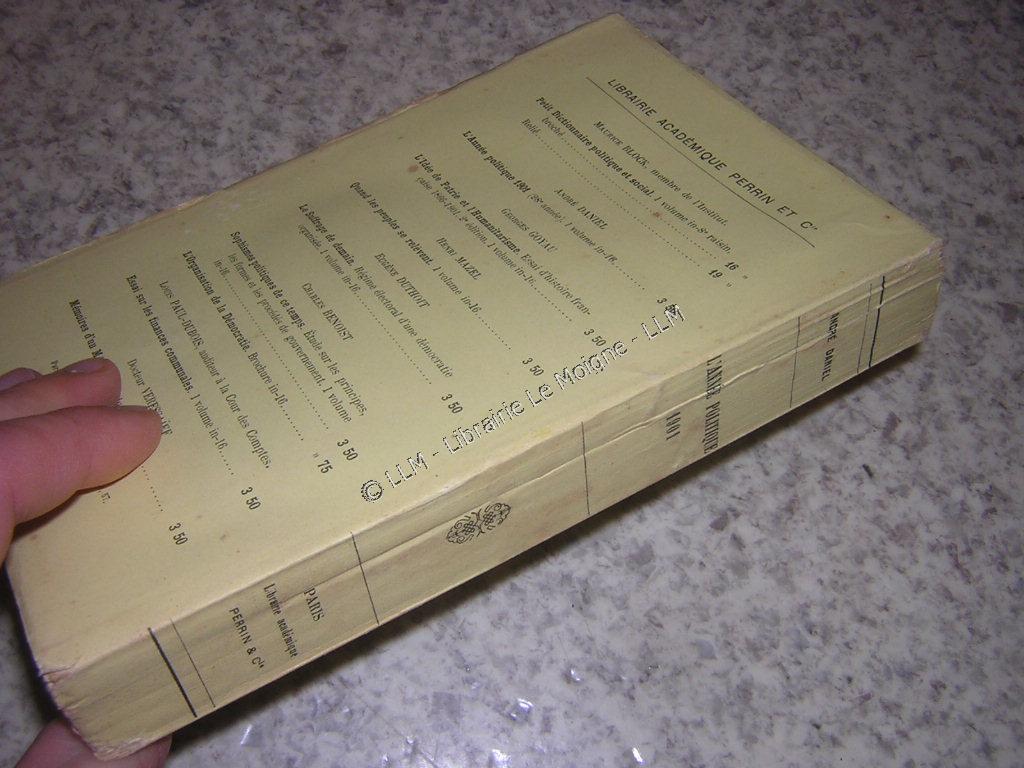 LIBRAIRIE ACADÉMIQUE PERRIN ET Cie
MAURICE BLOCK, membre de l'Institut.
Petit Dictionnaire politique et social. 1 volume in-8° raisin,
broché........ 16 »
Relié........ 19 »
ANDRÉ DANIEL
L'Année politique 1901 (28e année). 1 volume in-18.... 3 50
GEORGES GOYAU
L'Idée de Patrie et l'Humanitarisme. Essai d'histoire fran-
çaise 1866-1901. 2e édition. 1 volume in-16........ 3 50
HENRI MAZEL
Quand les peuples se relèvent. 1 volume in-16........ 3 50
EUGÈNE DUTHOIT
Le Suffrage de demain. Régime électoral d'une démocratie
organisée. 1 volume in-16........ 3 50
CHARLES BENOIST
Sophismes politiques de ce temps. Étude sur les principes,
les formes et les procédés de gouvernement. 1 volume
in-16........ 3 50
L'Organisation de la Démocratie. Brochure in-16........ » 75
LOUIS PAUL-DUBOIS, auditeur à la Cour des Comptes.
Essai sur les finances communales. 1 volume in-16..... 3 50
Docteur
Mémoires d'un
3 50
© LLM - Librairie Le Moigne - LLM
ANDRÉ DANIEL
L'ANNÉE POLITIQUE
1901
PARIS
Librairie académique
PERRIN & Cie